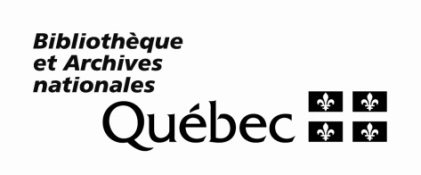 Bibliothèque
et Archives
nationales
Québec